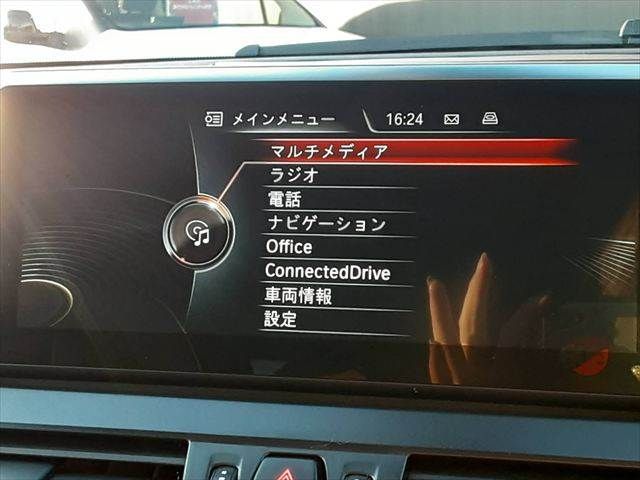 メインメニュー 16:24
マルチメディア
ラジオ
電話
ナビゲーション
Office
ConnectedDrive
車両情報
設定